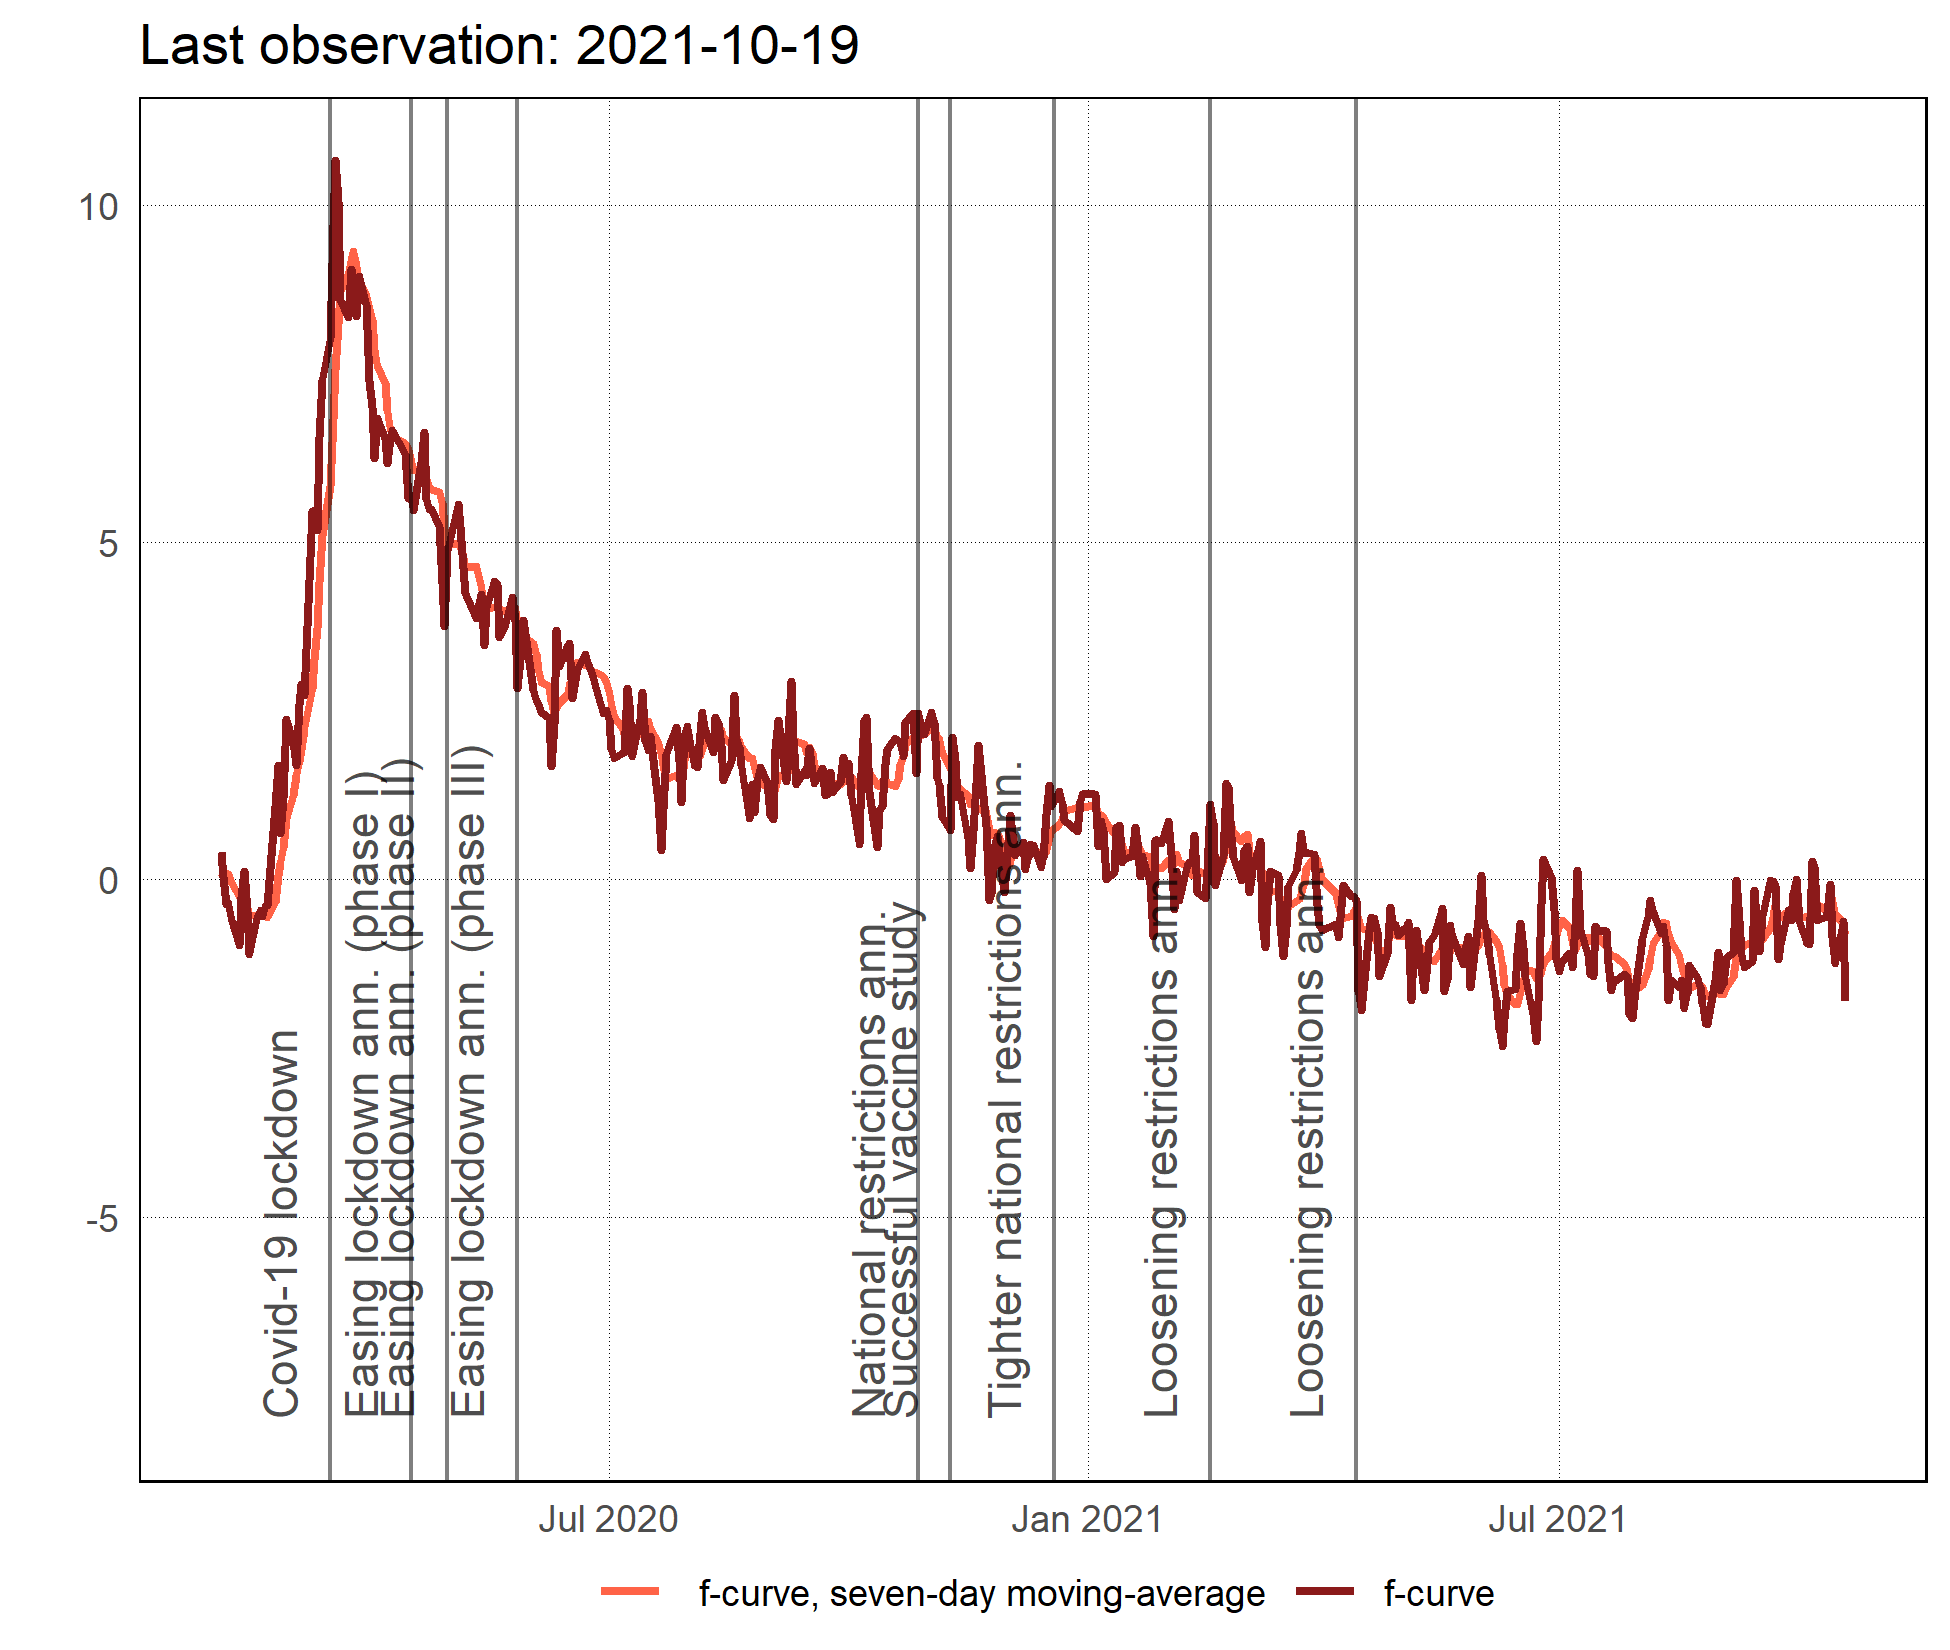 Last observation: 2021-10-19
10
5
0
-5
Covid-19 lockdown
Easing lockdown ann. (phase I)
Easing lockdown ann. (phase II)
Easing lockdown ann. (phase III)
National restrictions ann.
Successful vaccine study
Tighter national restrictions ann.
Loosening restrictions ann.
Loosening restrictions ann.
Jul 2020
Jan 2021
Jul 2021
f-curve, seven-day moving-average
f-curve